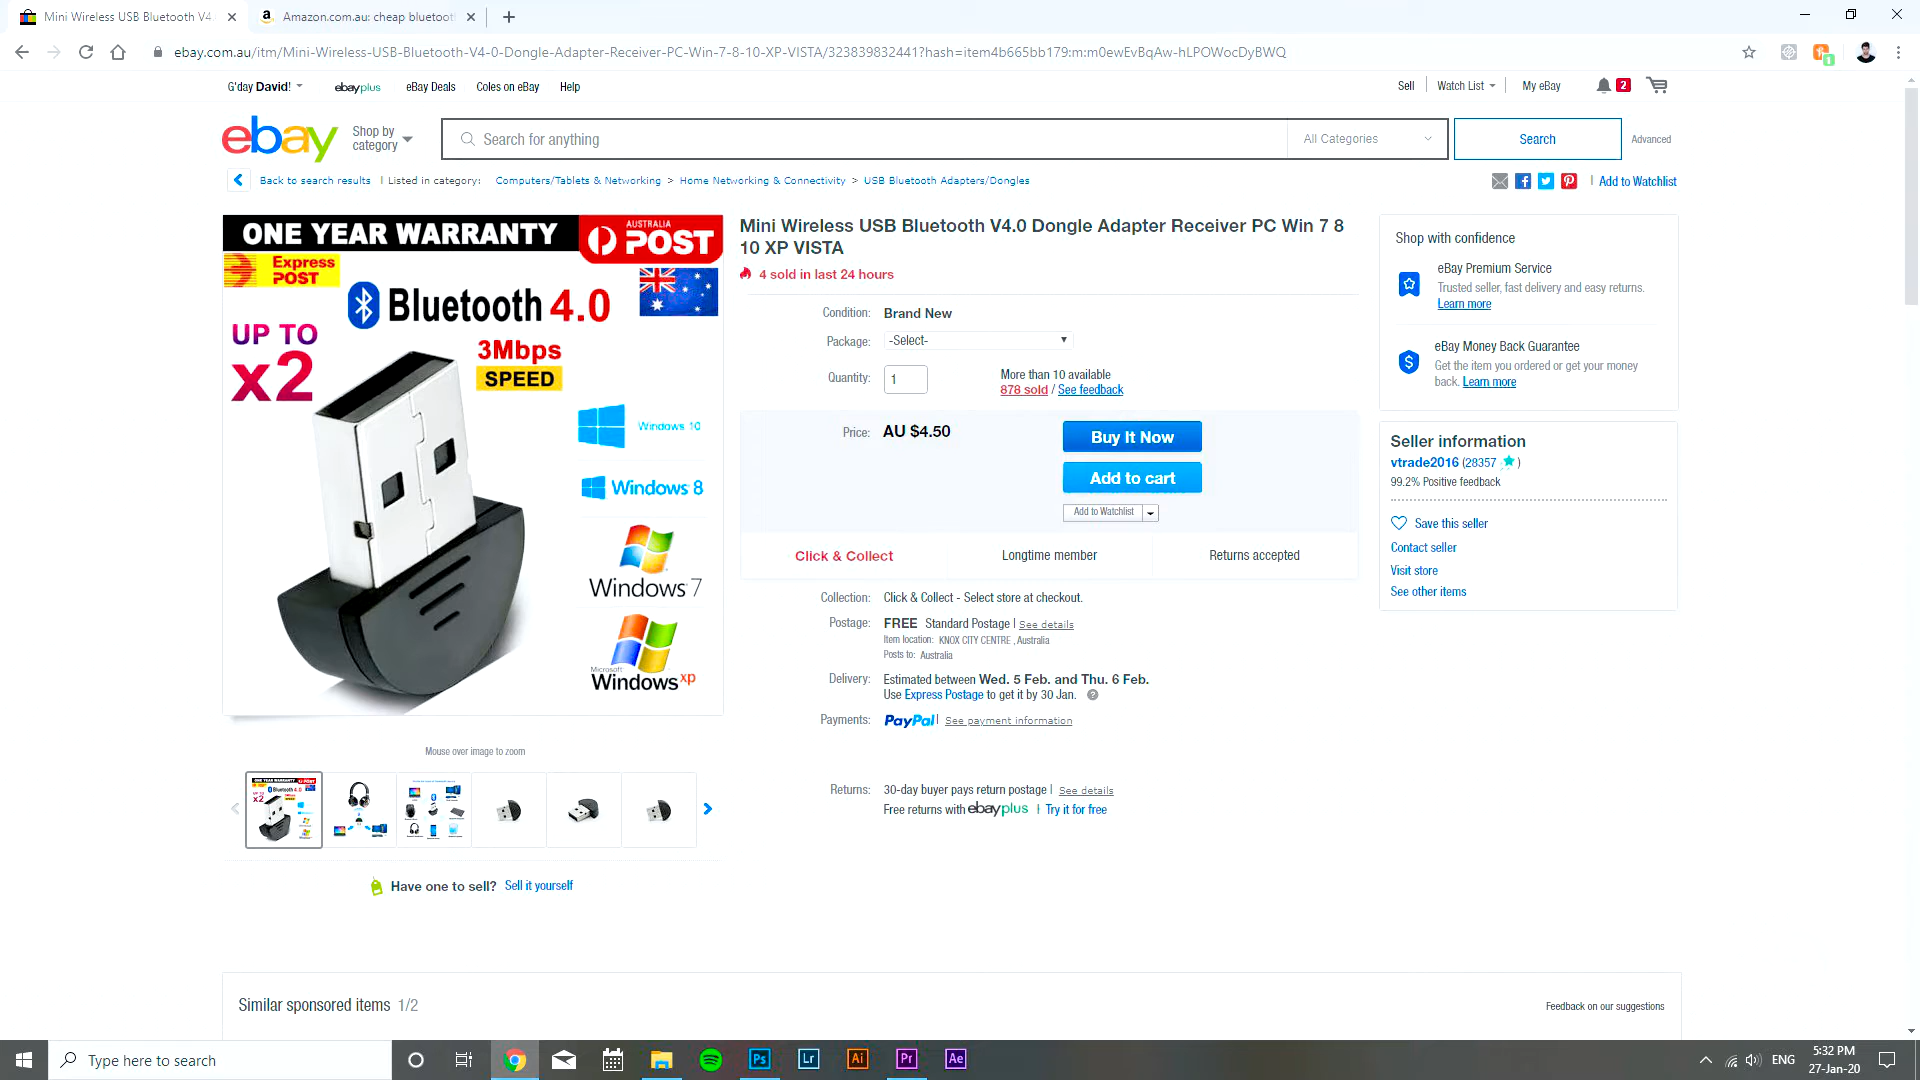 Mini Wireless USB Bluetooth V4
Amazon.com.au: cheap bluetoot
ebay.com.au/itm/Mini-Wireless-USB-Bluetooth-V4-0-Dongle-Adapter-Receiver-PC-Win-7-8-10-XP-VISTA/323839832441?hash=item4b665bb179:m:m0ewEvBqAw-hLPOWocDyBWQ
1
G'day David!
ebayplus
eBay Deals
Coles on eBay
Help
Sell
Watch List
My eBay
2
ebay
Shop by
category
Search for anything
All Categories
Search
Advanced
Back to search results | Listed in category: Computers/Tablets & Networking > Home Networking & Connectivity > USB Bluetooth Adapters/Dongles
| Add to Watchlist
ONE YEAR WARRANTY
AUSTRALIA
POST
Express
POST
Bluetooth 4.0
UP TO
x2
3Mbps
SPEED
Windows 10
Windows 8
Windows 7
Microsoft
Windows xp
Mouse over image to zoom
Have one to sell? Sell it yourself
Mini Wireless USB Bluetooth V4.0 Dongle Adapter Receiver PC Win 7 8
10 XP VISTA
4 sold in last 24 hours
Condition: Brand New
Package: -Select-
Quantity: 1
More than 10 available
878 sold / See feedback
Price: AU $4.50
Buy It Now
Add to cart
Add to Watchlist
Click & Collect
Longtime member
Returns accepted
Collection: Click & Collect - Select store at checkout.
Postage: FREE Standard Postage | See details
Item location: KNOX CITY CENTRE , Australia
Posts to: Australia
Delivery: Estimated between Wed. 5 Feb. and Thu. 6 Feb.
Use Express Postage to get it by 30 Jan. ?
Payments: PayPal | See payment information
Returns: 30-day buyer pays return postage | See details
Free returns with ebayplus | Try it for free
Shop with confidence
eBay Premium Service
Trusted seller, fast delivery and easy returns.
Learn more
eBay Money Back Guarantee
Get the item you ordered or get your money
back. Learn more
Seller information
vtrade2016 (28357 )
99.2% Positive feedback
Save this seller
Contact seller
Visit store
See other items
Similar sponsored items 1/2
Feedback on our suggestions
Type here to search
Ps
Lr
Ai
Pr
Ae
ENG
5:32 PM
27-Jan-20